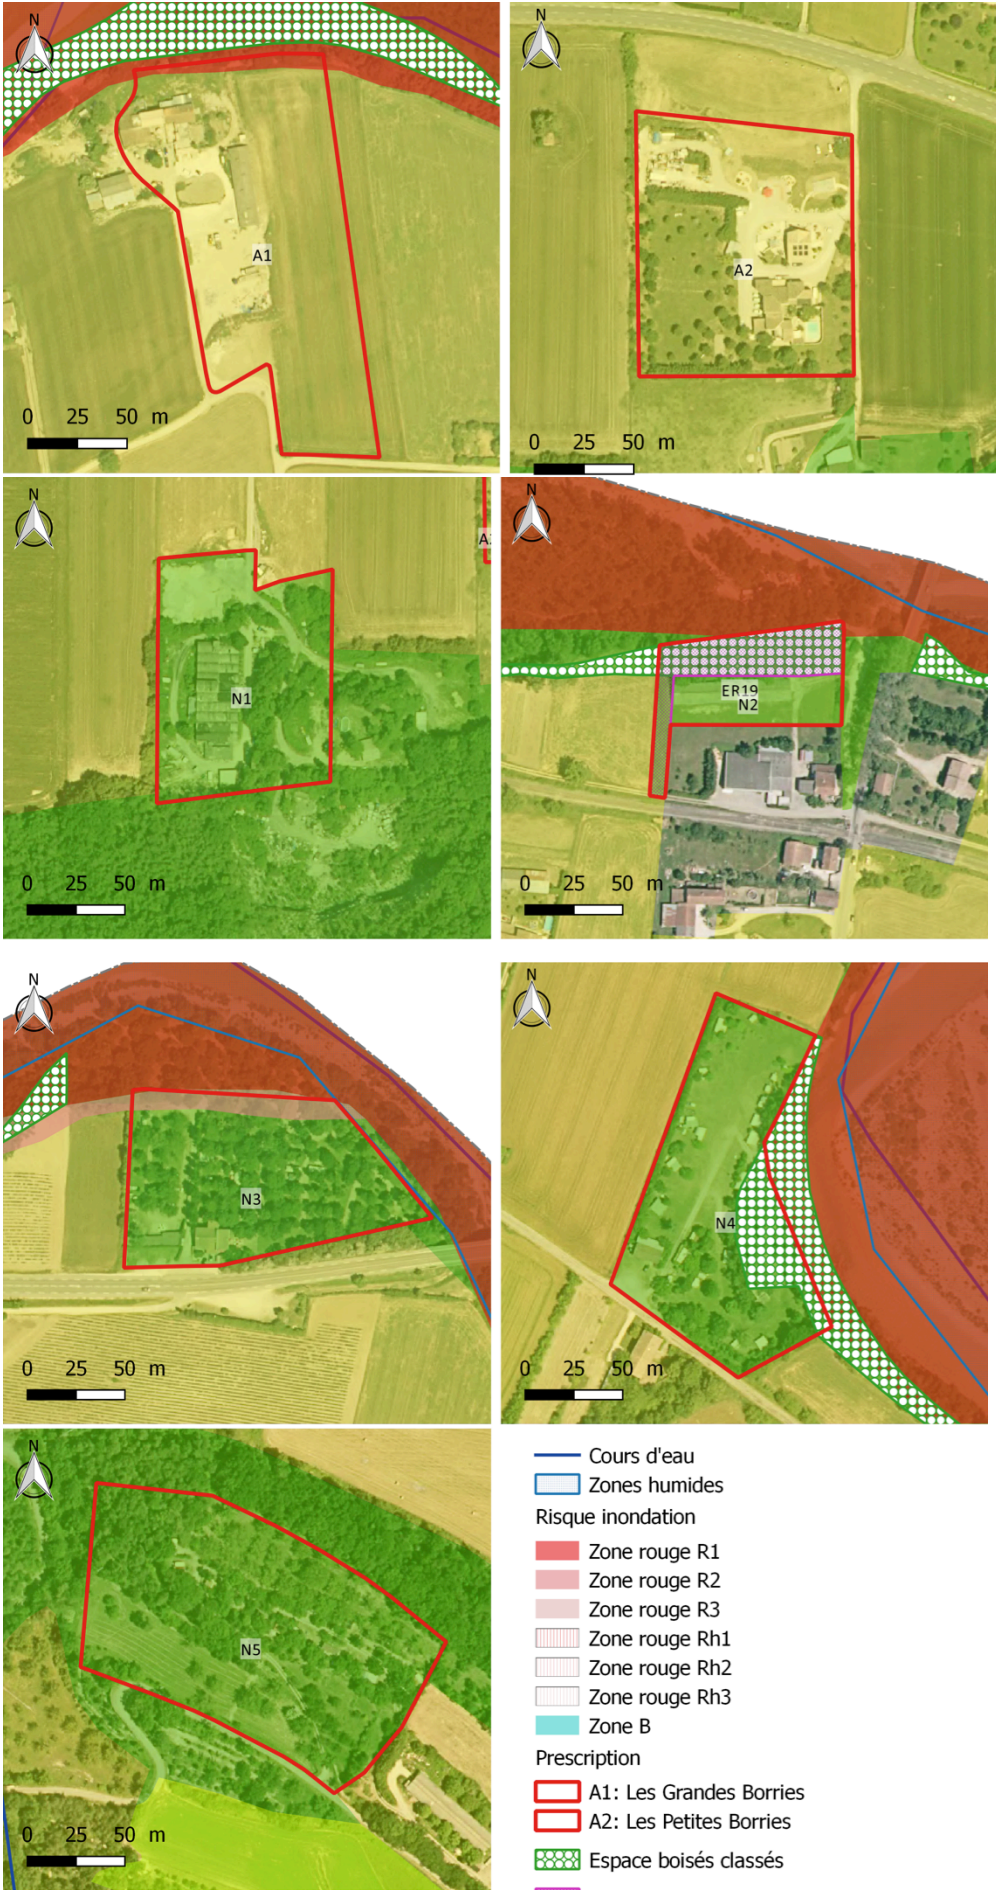 N
A1
0 25 50 m
N
A2
0 25 50 m
N
A2
N1
0 25 50 m
N
ER19
N2
0 25 50 m
N
N3
0 25 50 m
N
N4
0 25 50 m
N
N5
0 25 50 m
Cours d'eau
Zones humides
Risque inondation
Zone rouge R1
Zone rouge R2
Zone rouge R3
Zone rouge Rh1
Zone rouge Rh2
Zone rouge Rh3
Zone B
Prescription
A1: Les Grandes Borries
A2: Les Petites Borries
Espace boisés classés